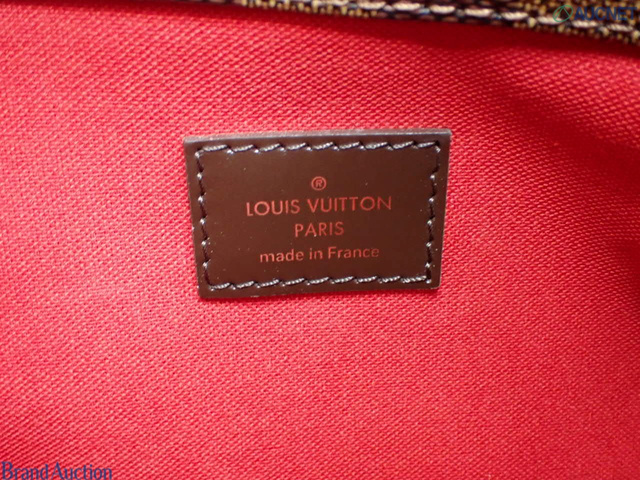 ®
LOUIS VUITTON
PARIS
made in France
Brand Auction